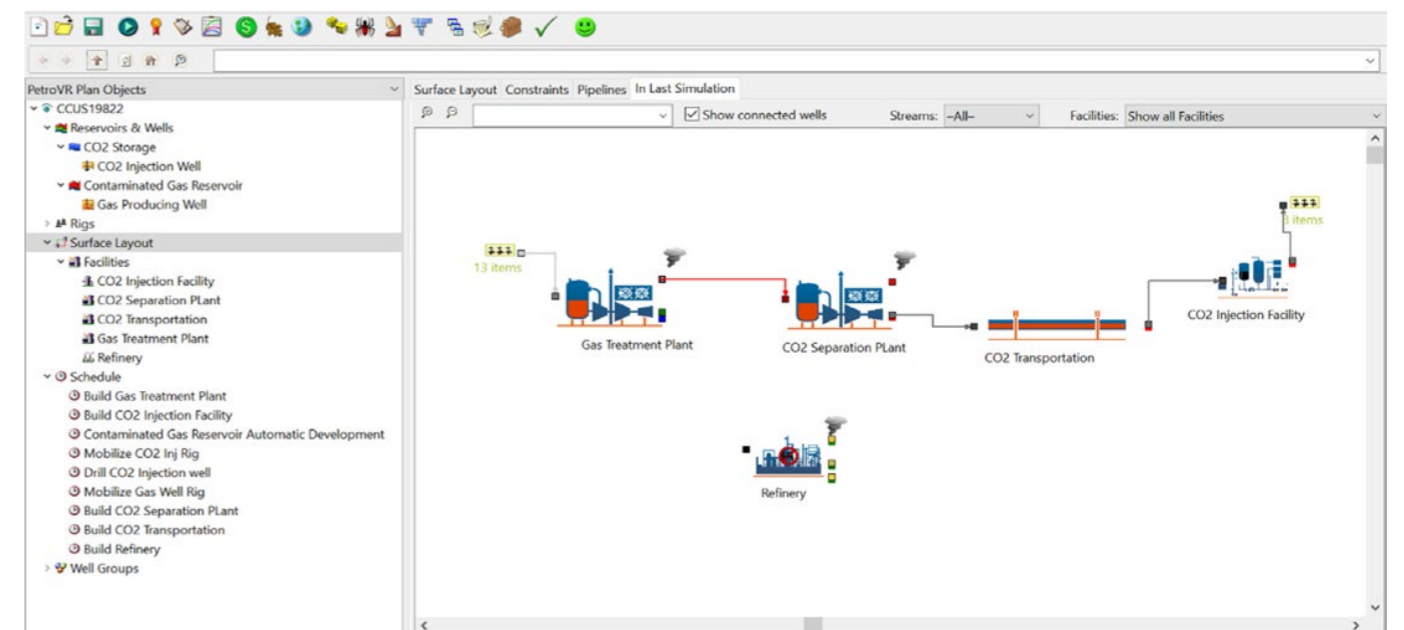 PetroVR Plan Objects
CCUS19822
Reservoirs & Wells
CO2 Storage
CO2 Injection Well
Contaminated Gas Reservoir
Gas Producing Well
Rigs
Surface Layout
Facilities
CO2 Injection Facility
CO2 Separation PLant
CO2 Transportation
Gas Treatment Plant
Refinery
Schedule
Build Gas Treatment Plant
Build CO2 Injection Facility
Contaminated Gas Reservoir Automatic Development
Mobilize CO2 Inj Rig
Drill CO2 Injection well
Mobilize Gas Well Rig
Build CO2 Separation PLant
Build CO2 Transportation
Build Refinery
Well Groups
Surface Layout Constraints Pipelines In Last Simulation
Show connected wells Streams: –All– Facilities: Show all Facilities
13 items
Gas Treatment Plant
CO2 Separation PLant
CO2 Transportation
items
CO2 Injection Facility
Refinery